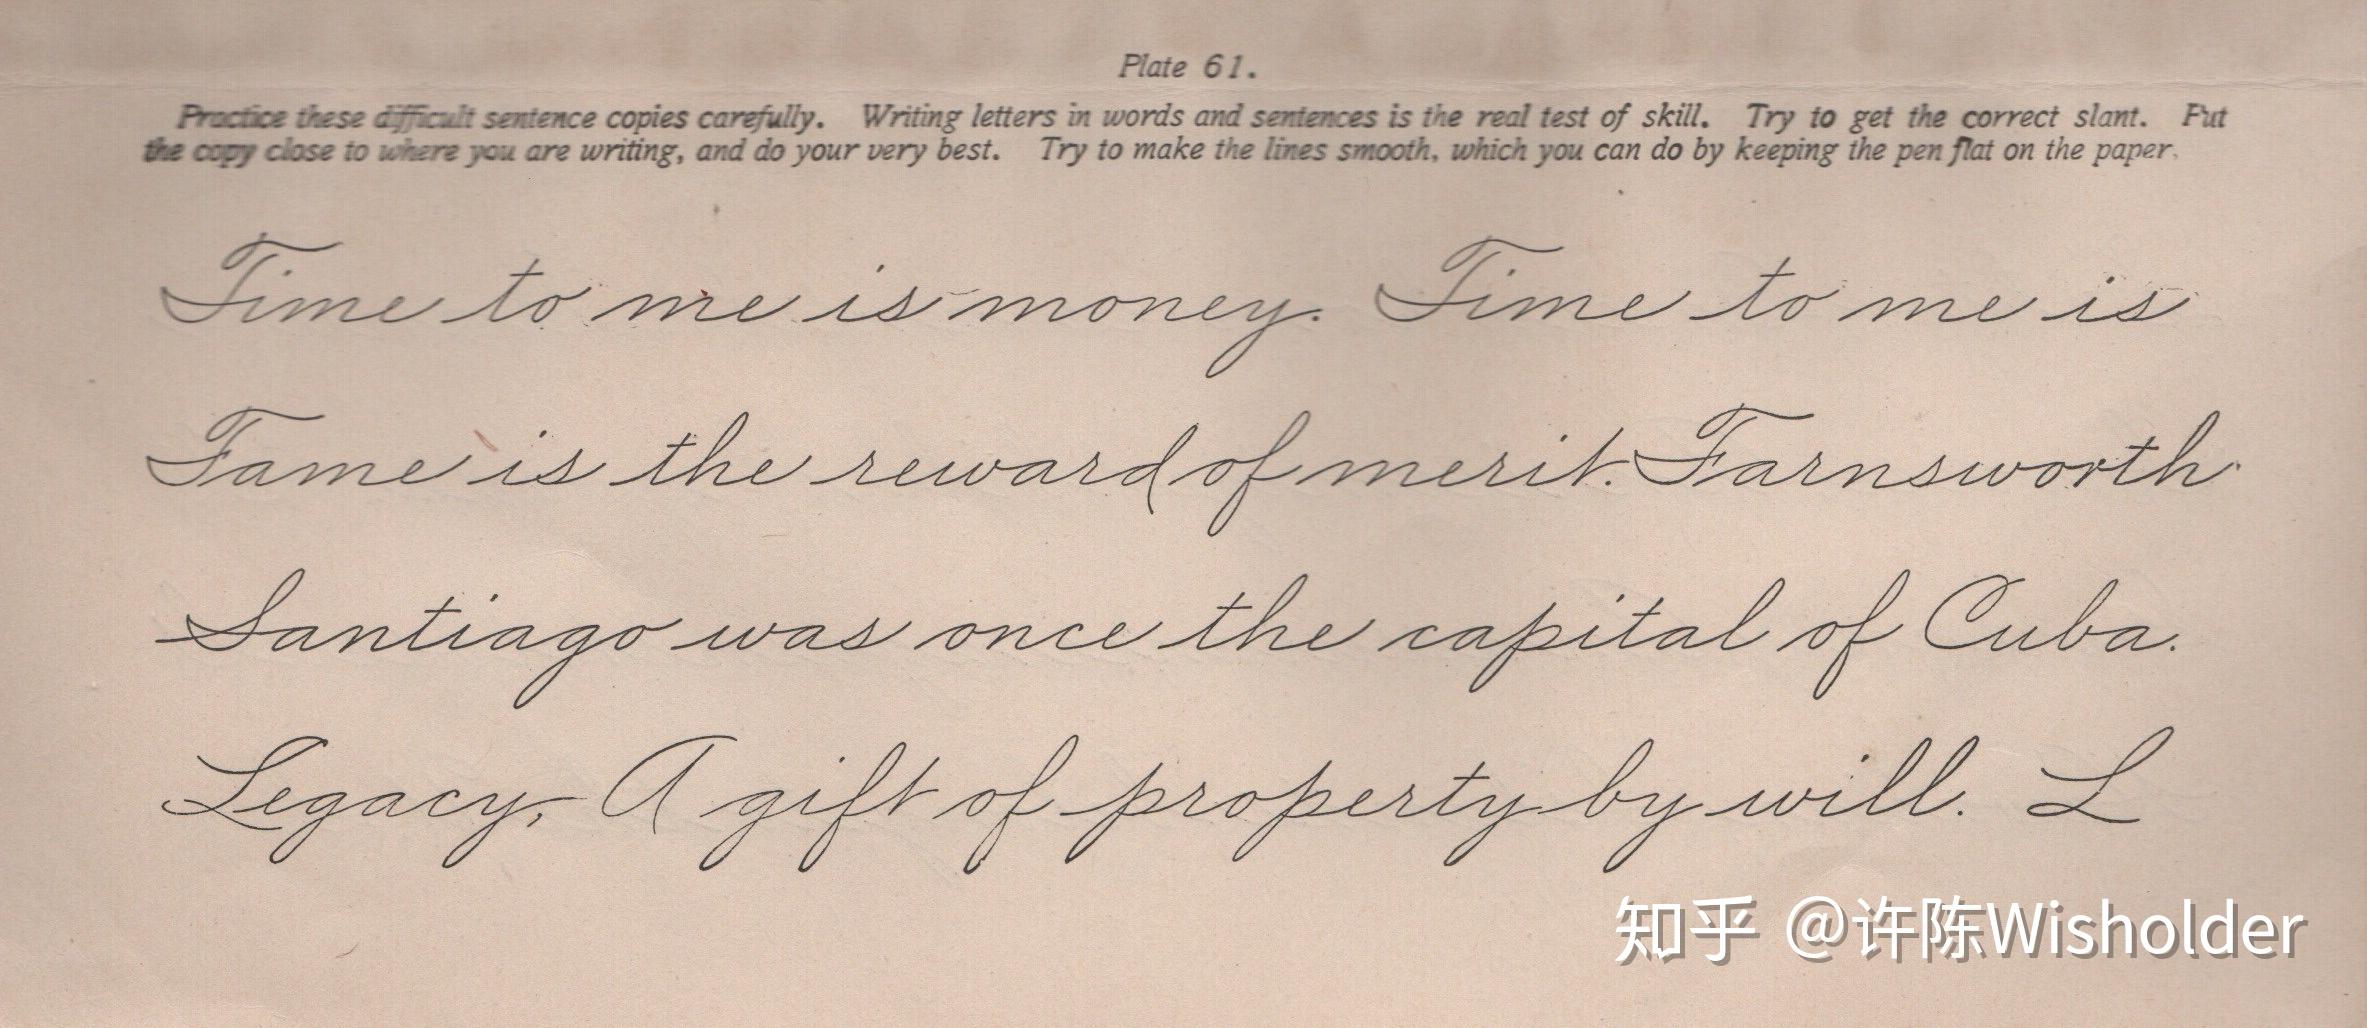 Plate 61.
Practice these difficult sentence copies carefully. Writing letters in words and sentences is the real test of skill. Try to get the correct slant. Put
the copy close to where you are writing, and do your very best. Try to make the lines smooth, which you can do by keeping the pen flat on the paper.
Time to me is money. Time to me is
Fame is the reward of merit. Farnsworth
Santiago was once the capital of Cuba.
Legacy, A gift of property by will. L
知乎 @许陈Wisholder